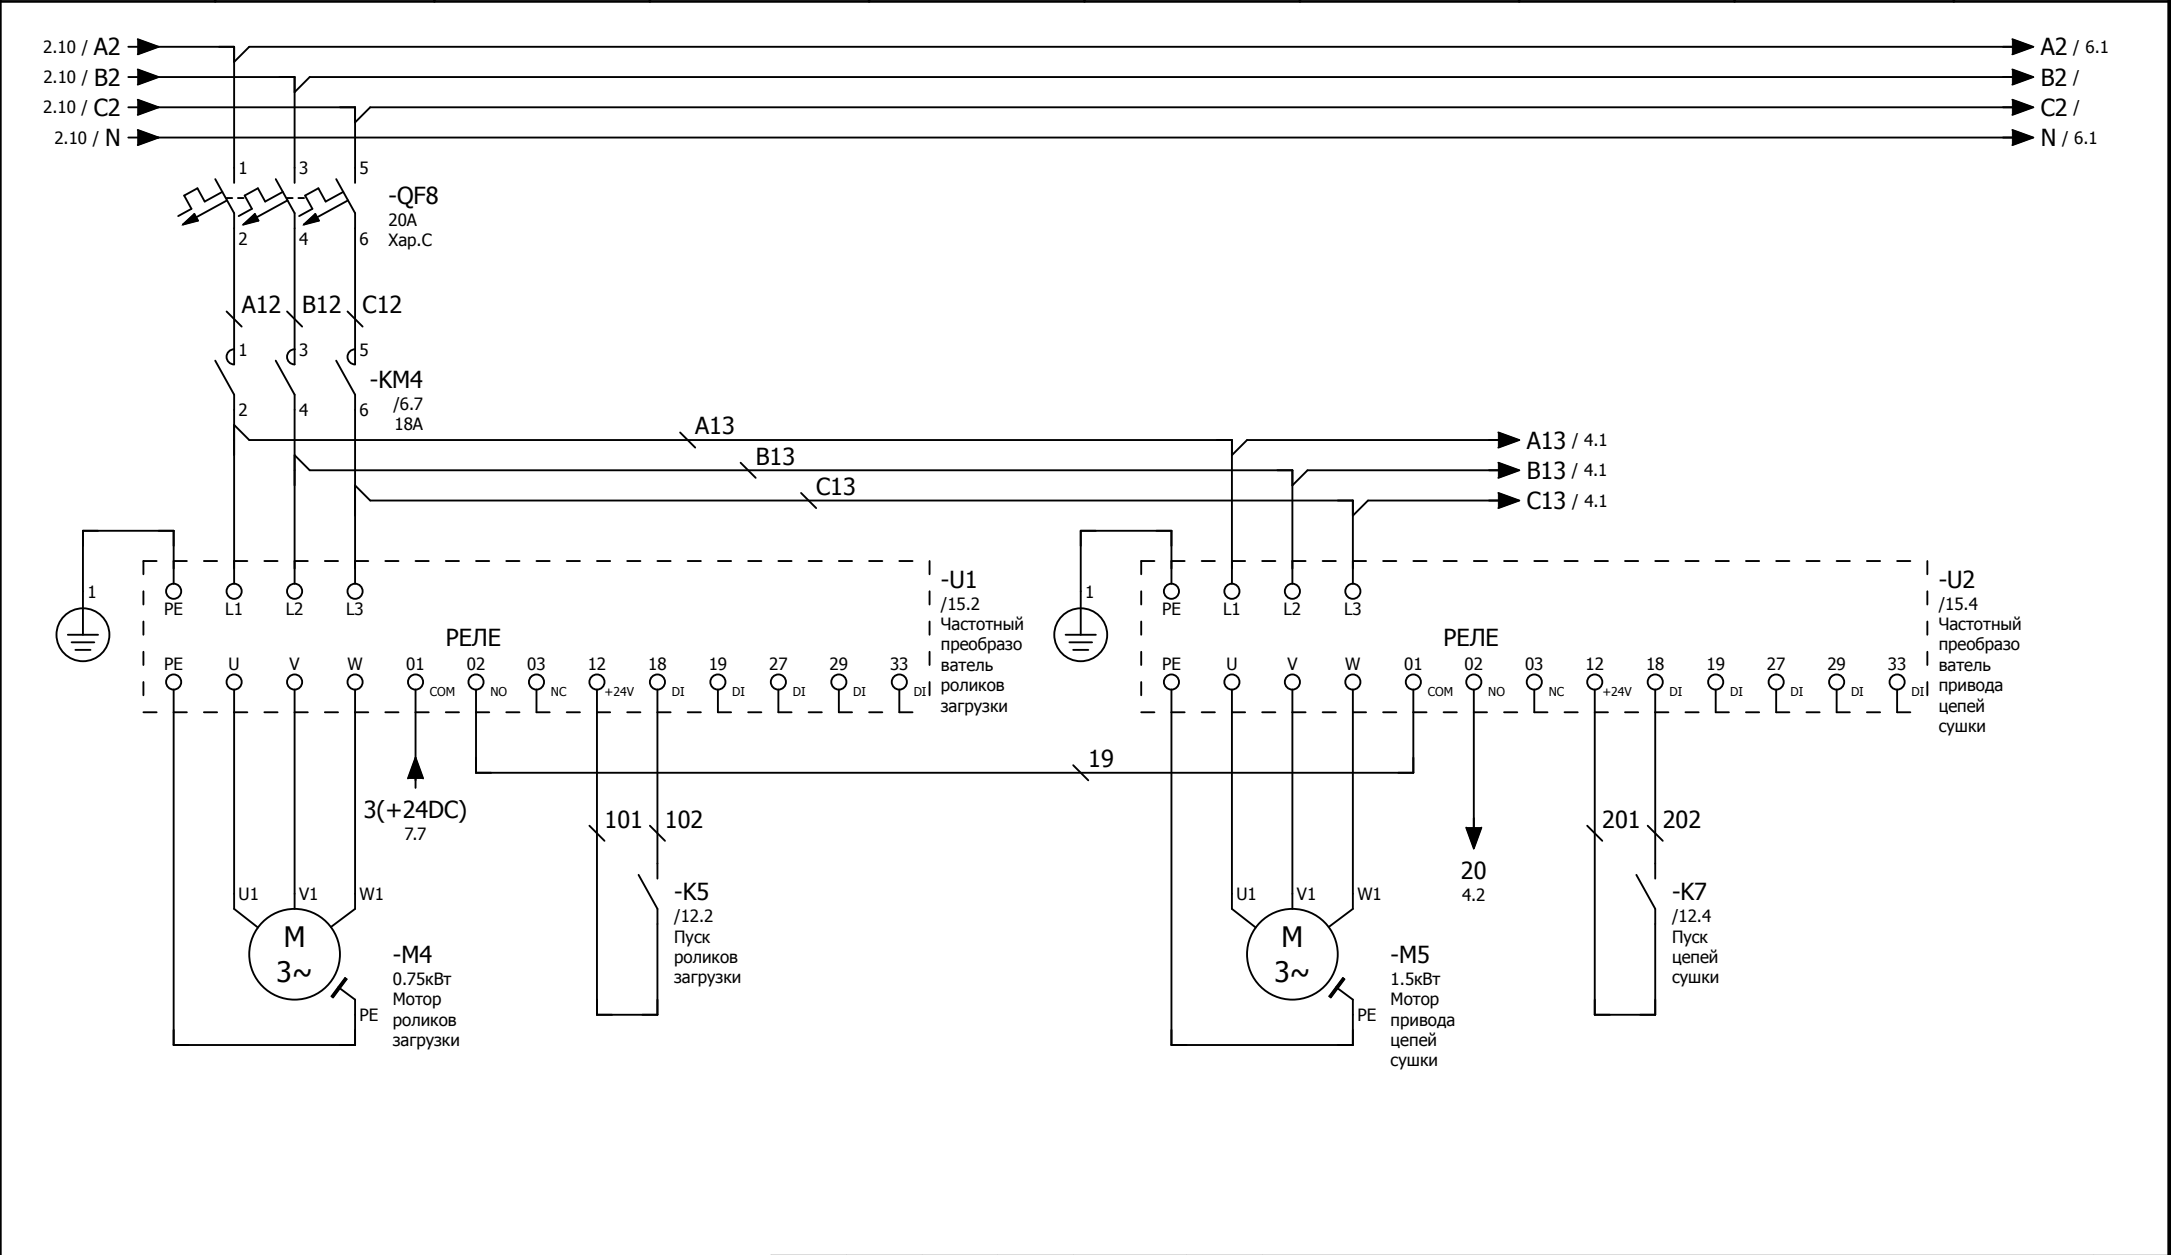 2.10 / A2
A2 / 6.1
2.10 / B2
B2 /
2.10 / C2
C2 /
2.10 / N
N / 6.1
1 3 5
-QF8
20A
Хар.C
2 4 6
A12 B12 C12
1 3 5
-KM4
/6.7
18A
2 4 6
A13
B13
C13
A13 / 4.1
B13 / 4.1
C13 / 4.1
1
PE L1 L2 L3
-U1
/15.2
Частотный
преобразо
ватель
роликов
загрузки
РЕЛЕ
PE U V W 01 02 03 12 18 19 27 29 33
COM NO NC +24V DI DI DI DI DI
1
PE L1 L2 L3
-U2
/15.4
Частотный
преобразо
ватель
привода
цепей
сушки
РЕЛЕ
PE U V W 01 02 03 12 18 19 27 29 33
COM NO NC +24V DI DI DI DI DI
19
3(+24DC)
7.7
101 102
20
4.2
201 202
U1 V1 W1
M
3~
PE
-M4
0.75кВт
Мотор
роликов
загрузки
-K5
/12.2
Пуск
роликов
загрузки
U1 V1 W1
M
3~
PE
-M5
1.5кВт
Мотор
привода
цепей
сушки
-K7
/12.4
Пуск
цепей
сушки